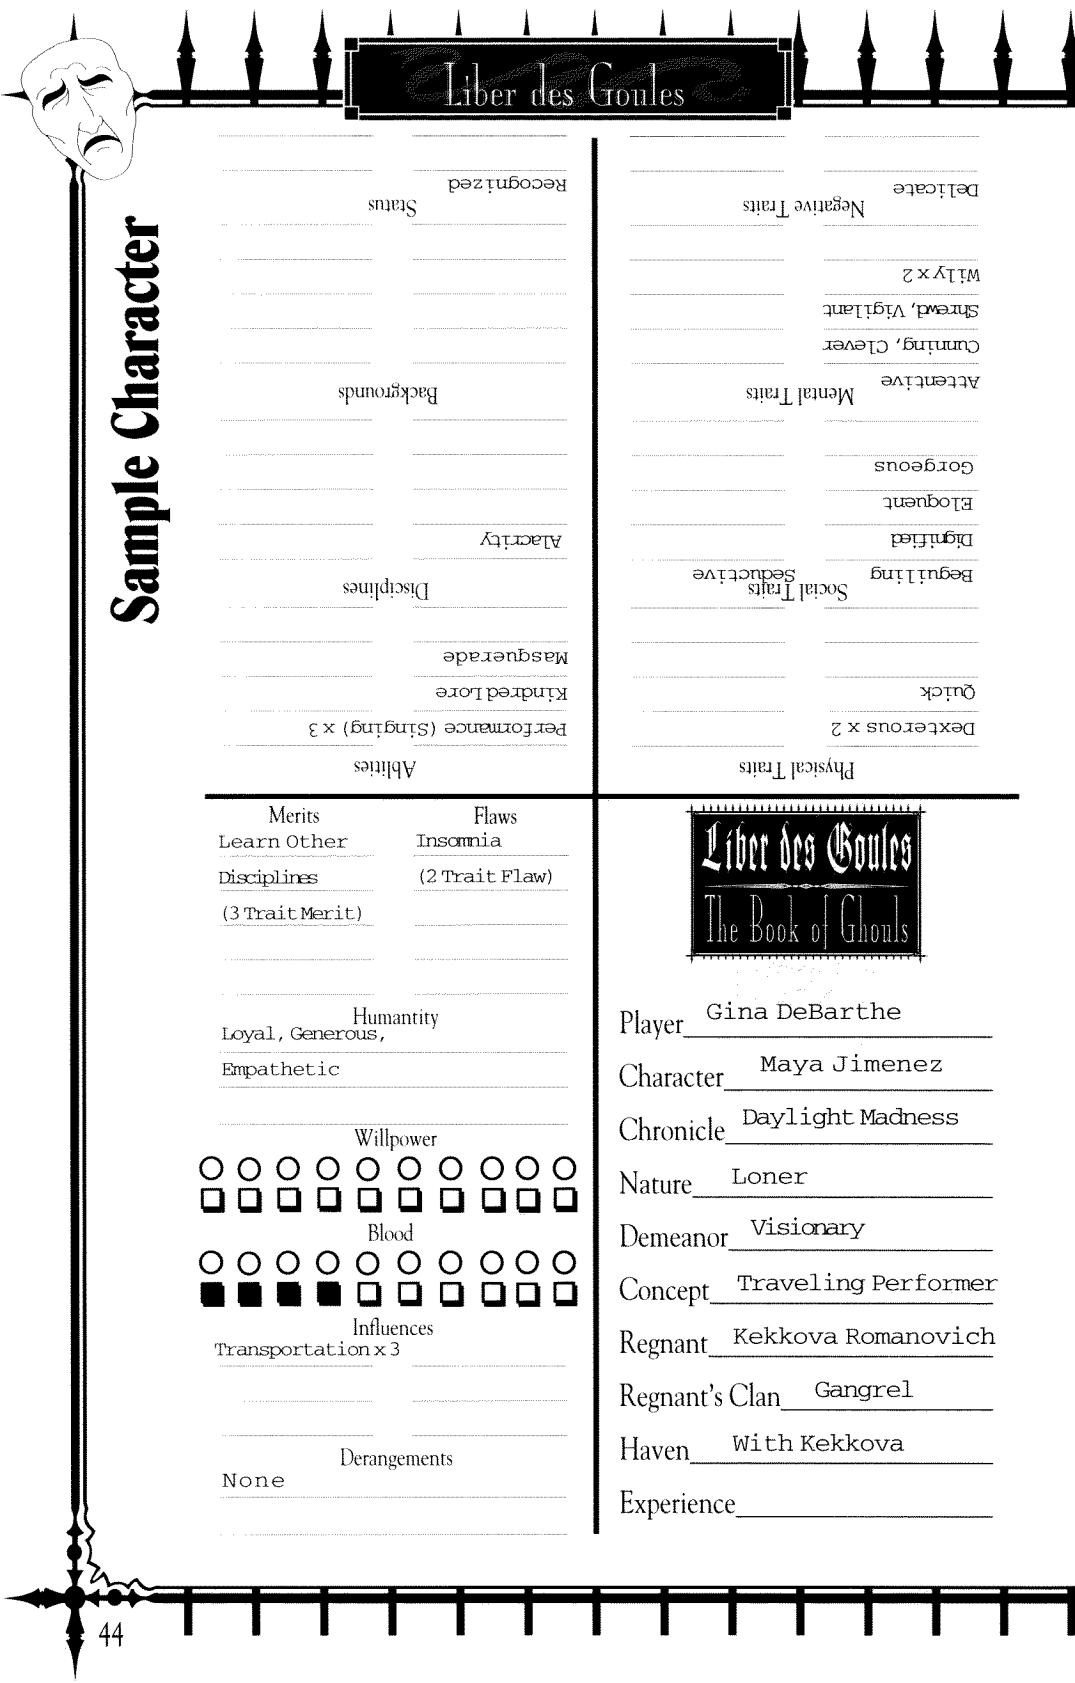 Liber des Goules
Sample Character
Physical Traits
Dexterous x 2
Quick
Social Traits
Beguiling Seductive
Dignified
Eloquent
Gorgeous
Mental Traits
Attentive
Cunning, Clever
Shrewd, Vigilant
Wily x 2
Negative Traits
Delicate
Ablities
Performance (Singing) x 3
Kindred Lore
Masquerade
Disciplines
Alacrity
Backgrounds
Status
Recognized
Merits
Learn Other
Disciplines
(3 Trait Merit)
Flaws
Insomnia
(2 Trait Flaw)
Humantity
Loyal, Generous,
Empathetic
Willpower
Blood
Influences
Transportation x 3
Derangements
None
Liber des Goules
The Book of Ghouls
Player Gina DeBarthe
Character Maya Jimenez
Chronicle Daylight Madness
Nature Loner
Demeanor Visionary
Concept Traveling Performer
Regnant Kekkova Romanovich
Regnant's Clan Gangrel
Haven With Kekkova
Experience
44